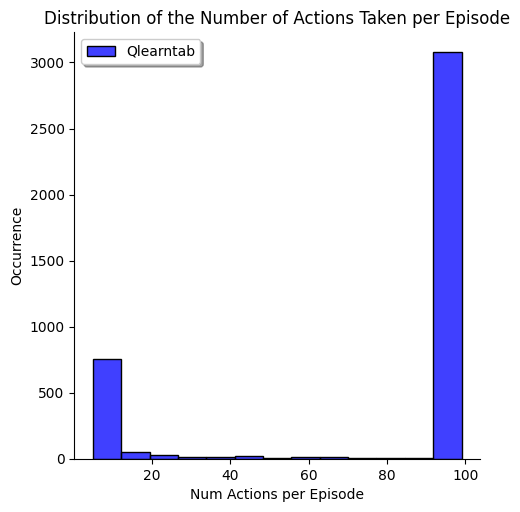 Distribution of the Number of Actions Taken per Episode
Qlearntab
3000
2500
2000
1500
1000
500
0
Occurrence
20 40 60 80 100
Num Actions per Episode